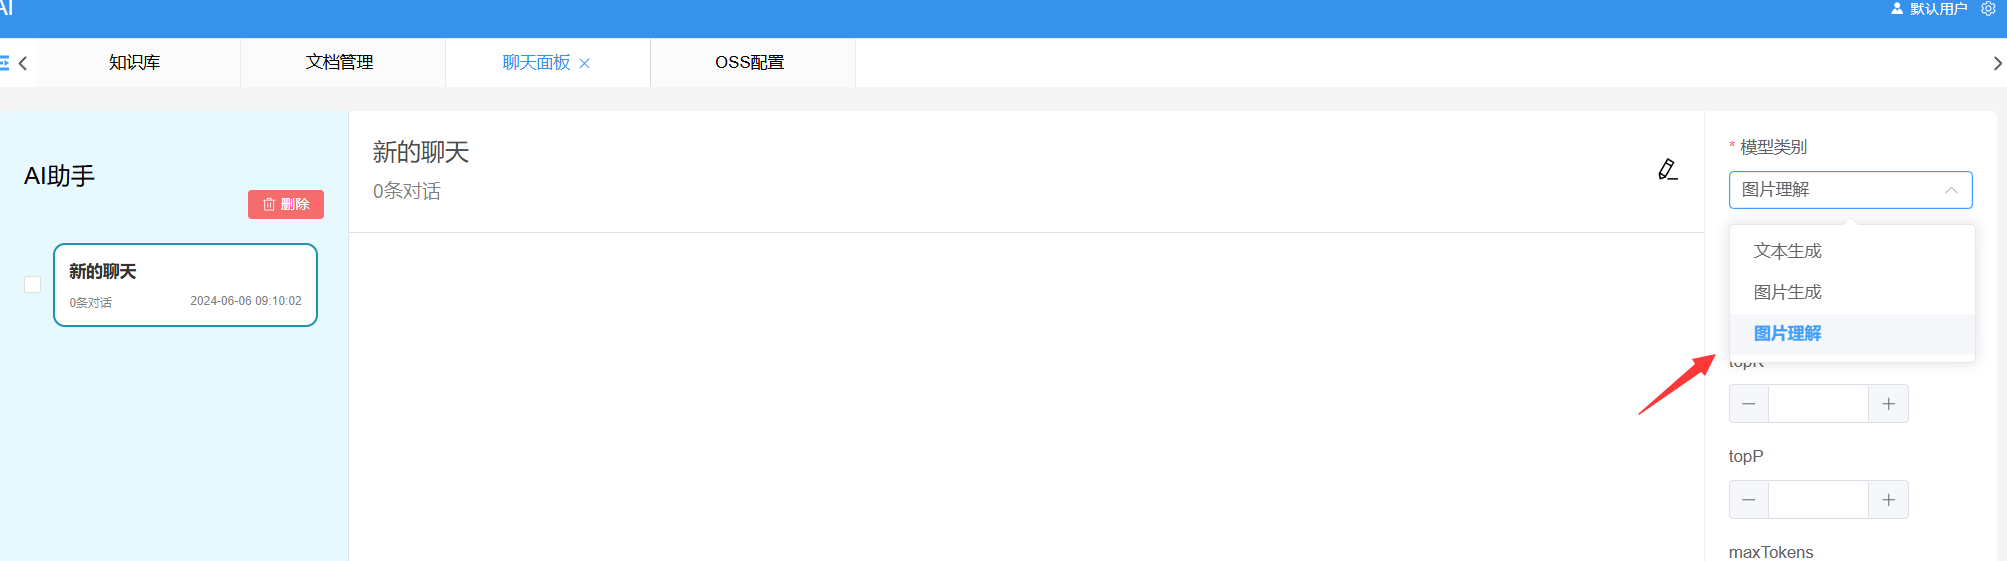 AI
默认用户
知识库
文档管理
聊天面板
OSS配置
AI助手
删除
新的聊天
0条对话
2024-06-06 09:10:02
新的聊天
0条对话
* 模型类别
图片理解
文本生成
图片生成
图片理解
topK
topP
maxTokens